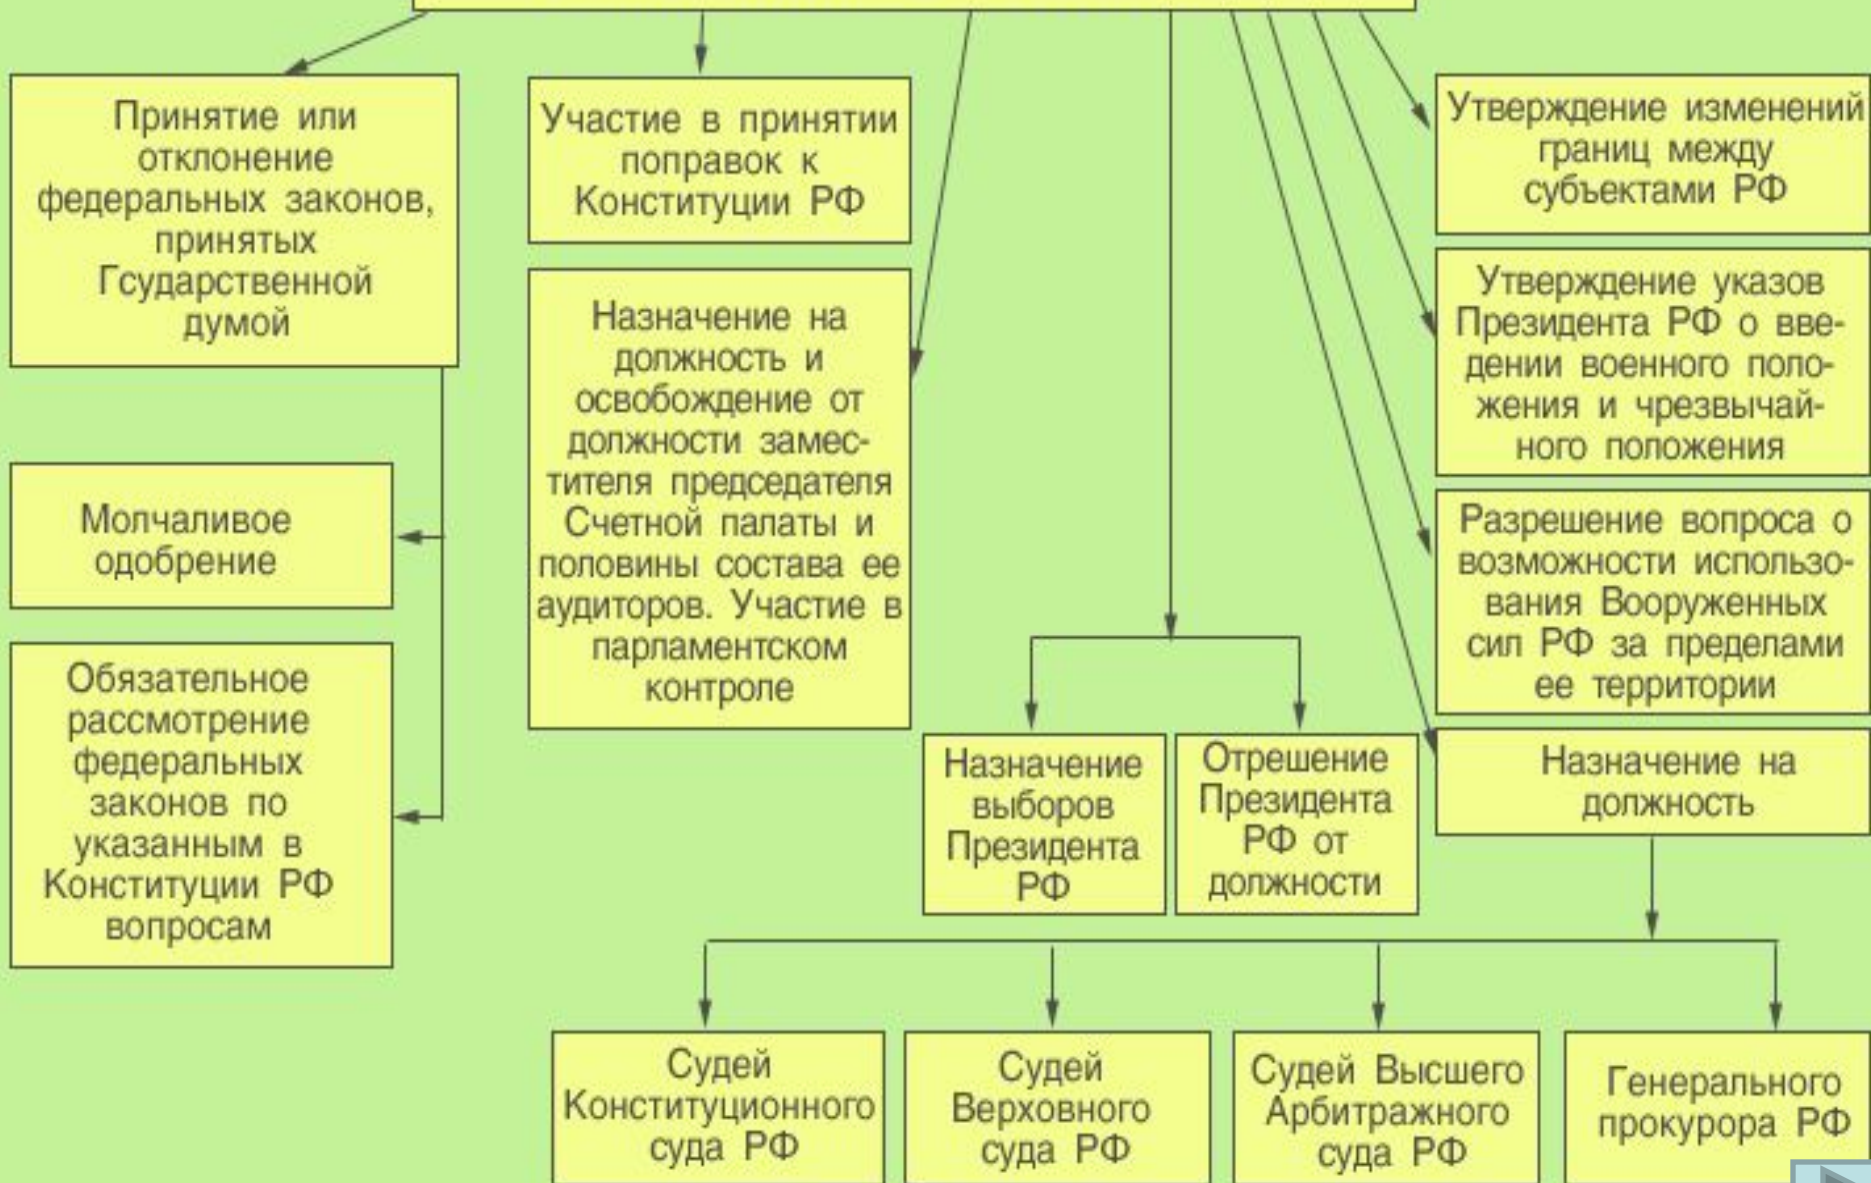 Принятие или
отклонение
федеральных законов,
принятых
Гсударственной
думой
Участие в принятии
поправок к
Конституции РФ
Утверждение изменений
границ между
субъектами РФ
Утверждение указов
Президента РФ о вве-
дении военного поло-
жения и чрезвычай-
ного положения
Назначение на
должность и
освобождение от
должности замес-
тителя председателя
Счетной палаты и
половины состава ее
аудиторов. Участие в
парламентском
контроле
Молчаливое
одобрение
Разрешение вопроса о
возможности использо-
вания Вооруженных
сил РФ за пределами
ее территории
Обязательное
рассмотрение
федеральных
законов по
указанным в
Конституции РФ
вопросам
Назначение
выборов
Президента
РФ
Отрешение
Президента
РФ от
должности
Назначение на
должность
Судей
Конституционного
суда РФ
Судей
Верховного
суда РФ
Судей Высшего
Арбитражного
суда РФ
Генерального
прокурора РФ